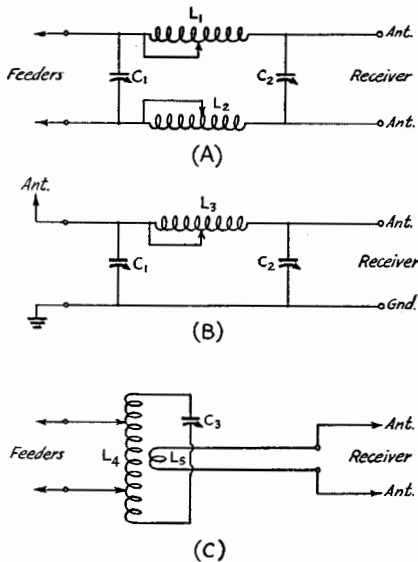 L1
Ant.
Feeders
C1
C2
Receiver
L2
Ant.
(A)
Ant.
L3
Ant.
C1
C2
Receiver
Gnd.
(B)
C3
Ant.
Feeders
L4
L5
Receiver
Ant.
(C)